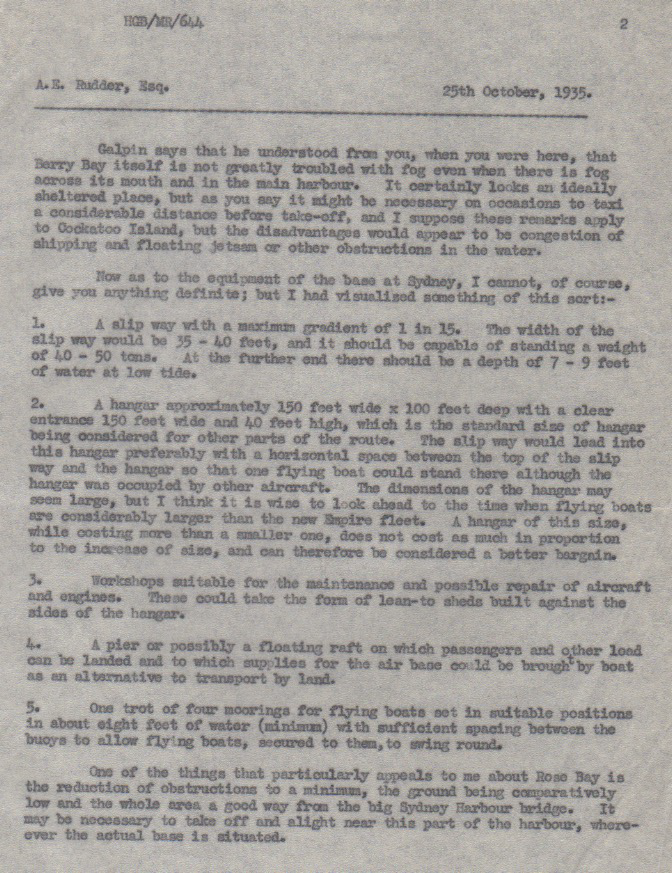 HGB/MR/644
2
A.E. Rudder, Esq.
25th October, 1935.
Galpin says that he understood from you, when you were here, that
Berry Bay itself is not greatly troubled with fog even when there is fog
across its mouth and in the main harbour. It certainly looks an ideally
sheltered place, but as you say it might be necessary on occasions to taxi
a considerable distance before take-off, and I suppose these remarks apply
to Cockatoo Island, but the disadvantages would appear to be congestion of
shipping and floating jetsam or other obstructions in the water.
Now as to the equipment of the base at Sydney, I cannot, of course,
give you anything definite; but I had visualised something of this sort:-
1. A slip way with a maximum gradient of 1 in 15. The width of the
slip way would be 35 - 40 feet, and it should be capable of standing a weight
of 40 - 50 tons. At the further end there should be a depth of 7 - 9 feet
of water at low tide.
2. A hangar approximately 150 feet wide x 100 feet deep with a clear
entrance 150 feet wide and 40 feet high, which is the standard size of hangar
being considered for other parts of the route. The slip way would lead into
this hangar preferably with a horisontal space between the top of the slip
way and the hangar so that one flying boat could stand there although the
hangar was occupied by other aircraft. The dimensions of the hangar may
seem large, but I think it is wise to look ahead to the time when flying boats
are considerably larger than the new Empire fleet. A hangar of this size,
while costing more than a smaller one, does not cost as much in proportion
to the increase of size, and can therefore be considered a better bargain.
3. Workshops suitable for the maintenance and possible repair of aircraft
and engines. These could take the form of lean-to sheds built against the
sides of the hangar.
4. A pier or possibly a floating raft on which passengers and other load
can be landed and to which supplies for the air base could be brought by boat
as an alternative to transport by land.
5. One trot of four moorings for flying boats set in suitable positions
in about eight feet of water (minimum) with sufficient spacing between the
buoys to allow flying boats, secured to them, to swing round.
One of the things that particularly appeals to me about Rose Bay is
the reduction of obstructions to a minimum, the ground being comparatively
low and the whole area a good way from the big Sydney Harbour bridge. It
may be necessary to take off and alight near this part of the harbour, where-
ever the actual base is situated.